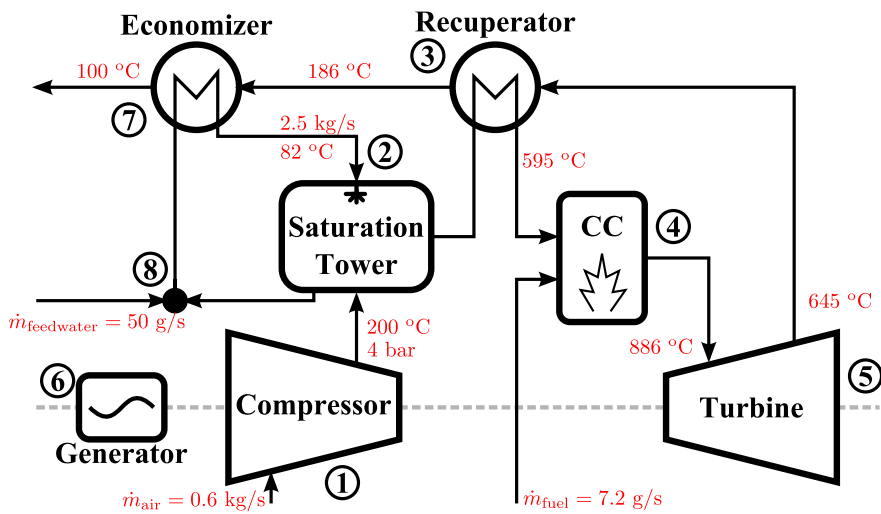 Economizer
Recuperator
③
100 °C
186 °C
⑦
2.5 kg/s
82 °C
②
595 °C
Saturation
Tower
CC
④
⑧
ṁfeedwater = 50 g/s
200 °C
4 bar
645 °C
886 °C
⑥
⑤
Compressor
Turbine
Generator
①
ṁair = 0.6 kg/s
ṁfuel = 7.2 g/s